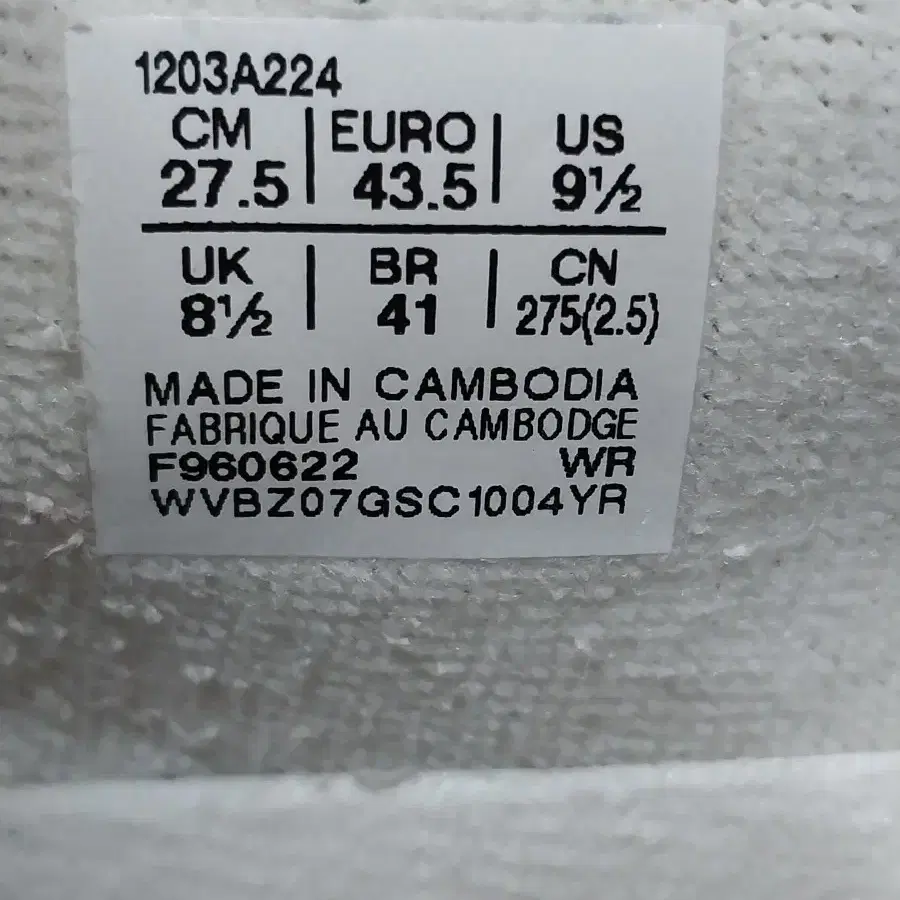 1203A224
CM EURO US
27.5 43.5 9½
UK BR CN
8½ 41 275(2.5)
MADE IN CAMBODIA
FABRIQUE AU CAMBODGE
F960622 WR
WVBZ07GSC1004YR